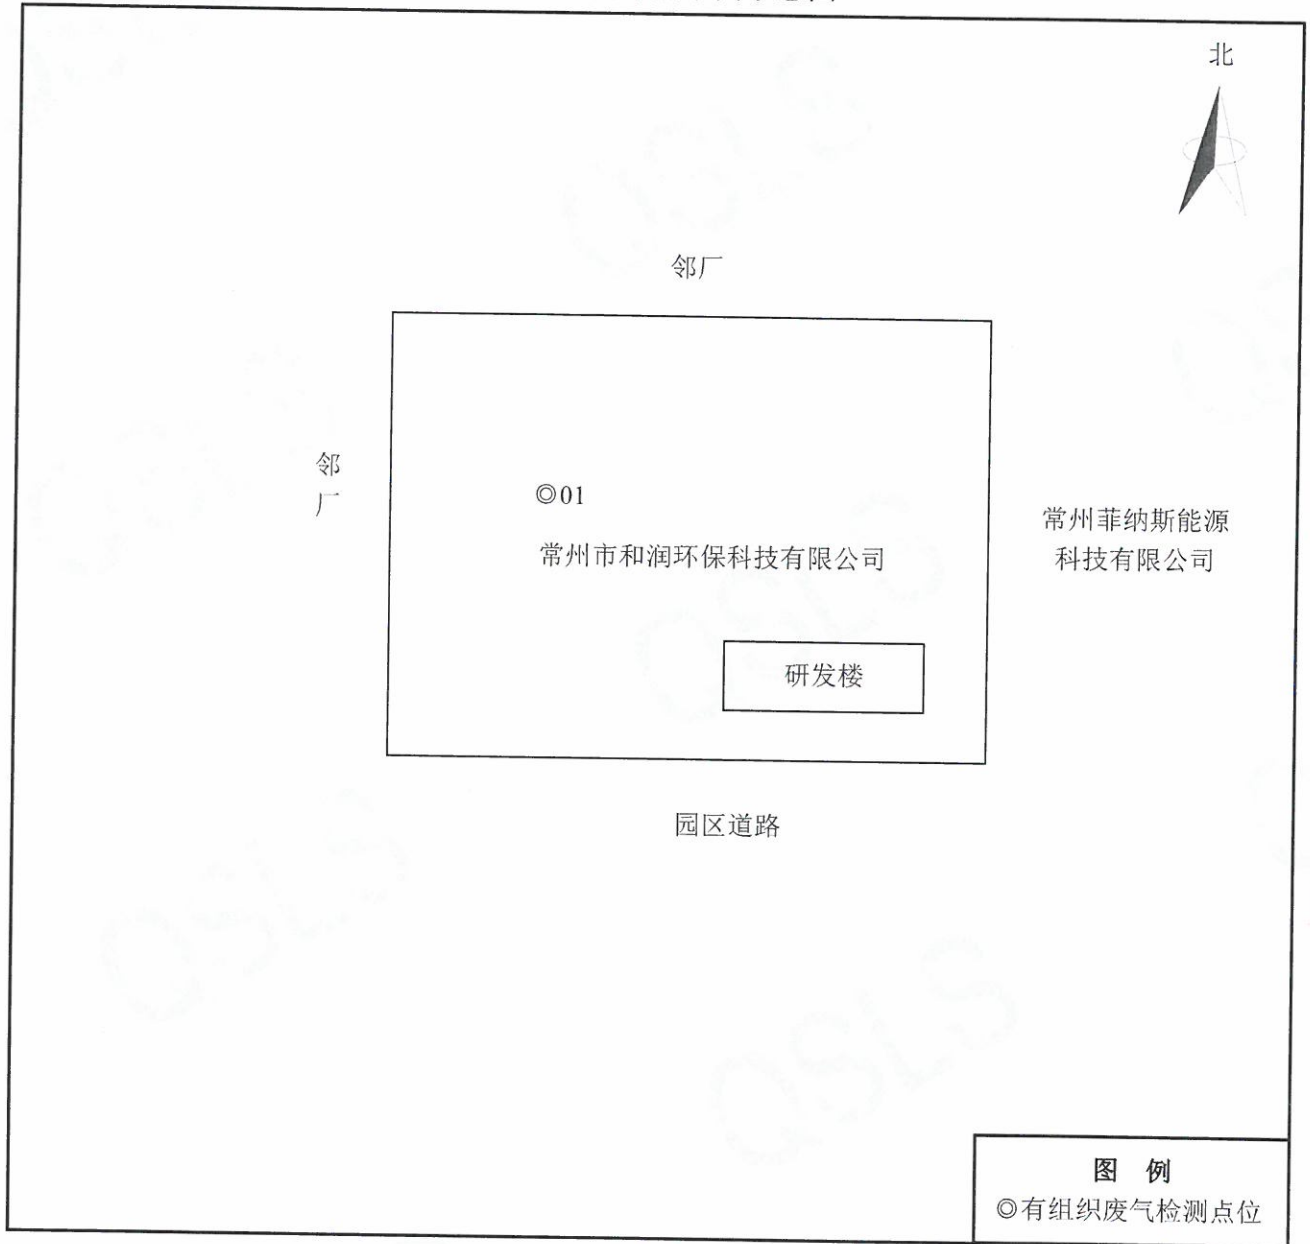 北
邻厂
邻
厂
◎01
常州市和润环保科技有限公司
常州菲纳斯能源
科技有限公司
研发楼
园区道路
图 例
◎有组织废气检测点位